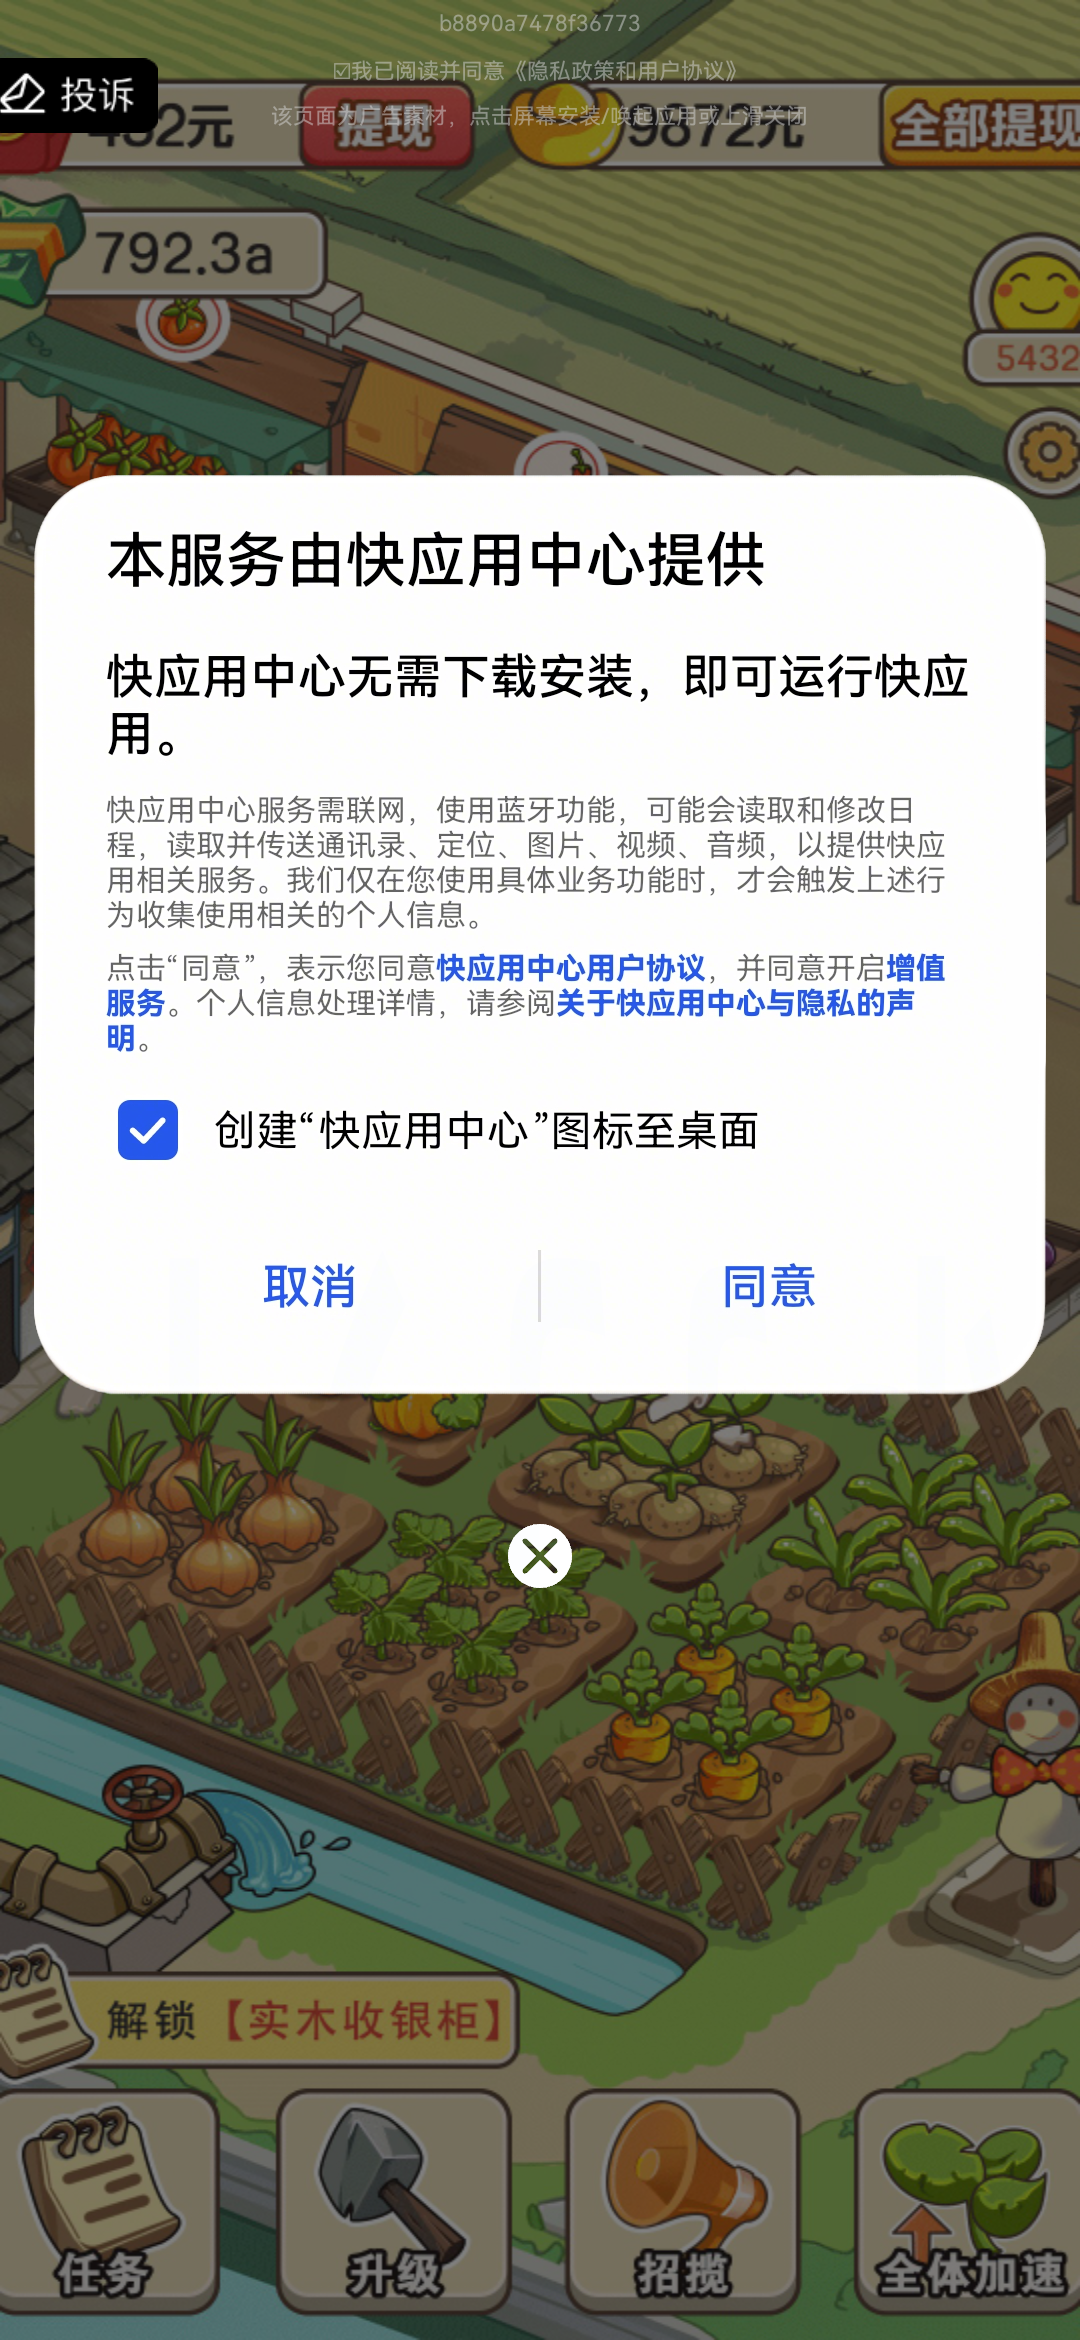 b8890a7478f36773
☑我已阅读并同意《隐私政策和用户协议》
投诉
该页面为广告素材，点击屏幕安装/唤起应用或上滑关闭
提现
9872元
全部提现
792.3a
5432
本服务由快应用中心提供
快应用中心无需下载安装，即可运行快应
用。
快应用中心服务需联网，使用蓝牙功能，可能会读取和修改日
程，读取并传送通讯录、定位、图片、视频、音频，以提供快应
用相关服务。我们仅在您使用具体业务功能时，才会触发上述行
为收集使用相关的个人信息。
点击“同意”，表示您同意快应用中心用户协议，并同意开启增值
服务。个人信息处理详情，请参阅关于快应用中心与隐私的声
明。
创建“快应用中心”图标至桌面
取消
同意
解锁【实木收银柜】
任务
升级
招揽
全体加速